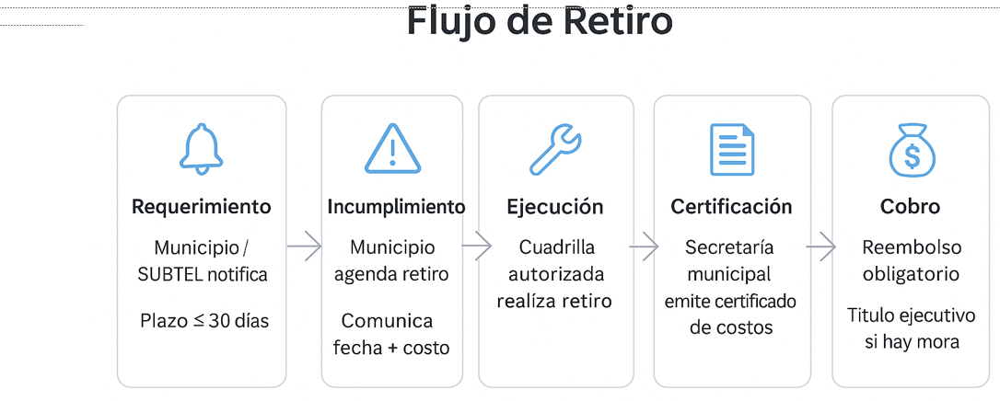 Flujo de Retiro
Requerimiento
Municipio /
SUBTEL notifica
Plazo ≤ 30 días
Incumplimiento
Municipio
agenda retiro
Comunica
fecha + costo
Ejecución
Cuadrilla
autorizada
realíza retiro
Certificación
Secretaría
municipal
emite certificado
de costos
Cobro
Reembolso
obligatorio
Titulo ejecutivo
si hay mora